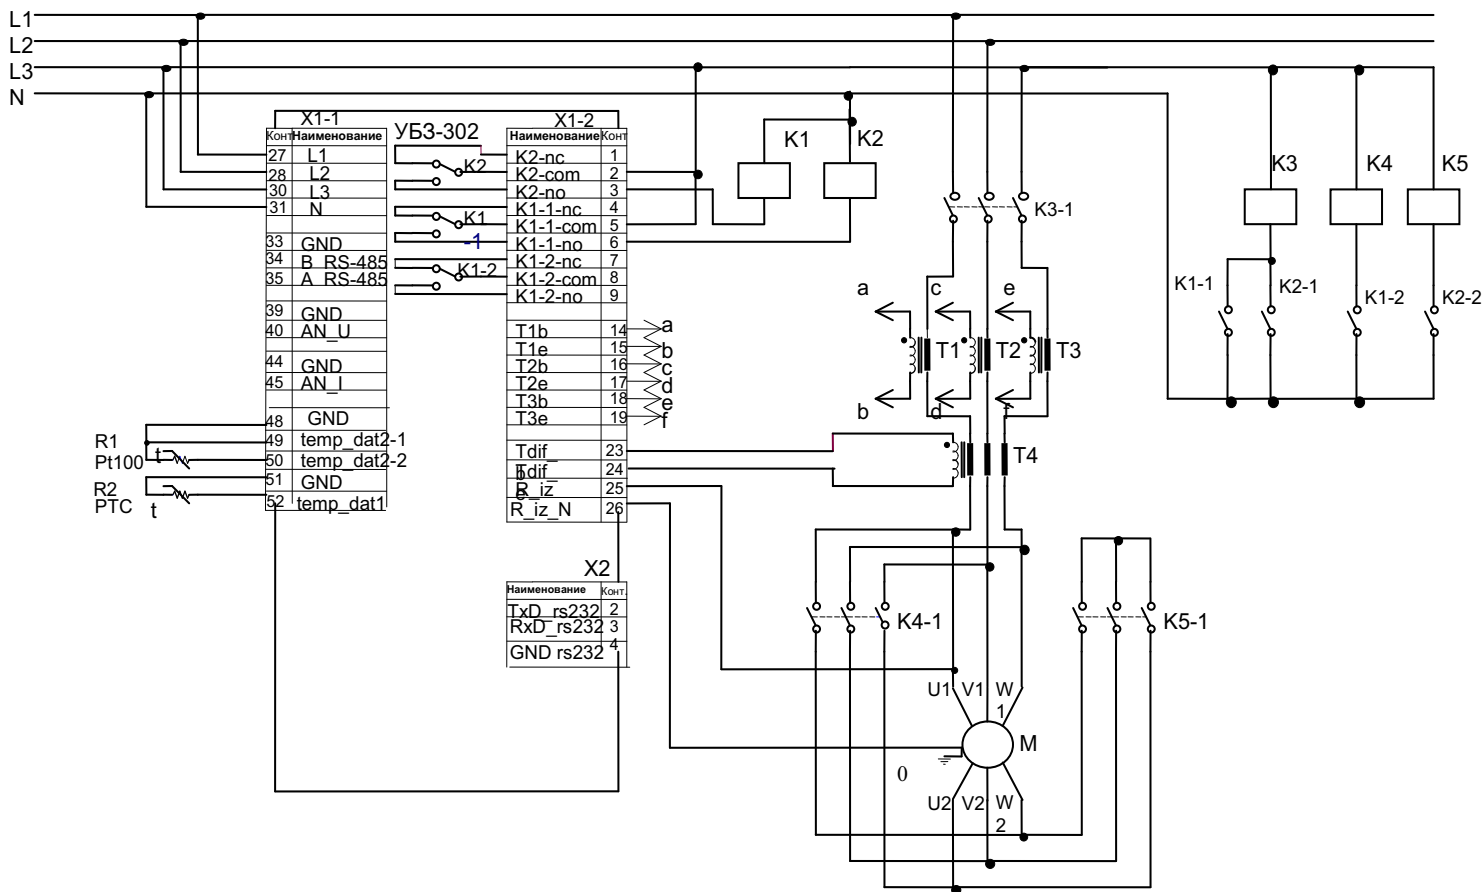 L1
L2
L3
N
X1-1
Конт Наименование
27 L1
28 L2
30 L3
31 N
33 GND
34 B RS-485
35 A RS-485
39 GND
40 AN_U
44 GND
45 AN_I
48 GND
49 temp_dat2-1
50 temp_dat2-2
51 GND
52 temp_dat1
R1
Pt100
t
R2
PTC
t
УБЗ-302
K2
K1
-1
K1-2
X1-2
Наименование Конт
K2-nc 1
K2-com 2
K2-no 3
K1-1-nc 4
K1-1-com 5
K1-1-no 6
K1-2-nc 7
K1-2-com 8
K1-2-no 9
T1b 14 a
T1e 15 b
T2b 16 c
T2e 17 d
T3b 18 e
T3e 19 f
Tdif_ 23
Tdif_ 24
R_iz 25
R_iz_N 26
X2
Наименование Конт.
TxD_rs232 2
RxD_rs232 3
GND rs232 4
K1 K2
K3-1
a c e
T1 T2 T3
b d f
T4
K4-1
K5-1
U1 V1 W
1
M
0
U2 V2 W
2
K3 K4 K5
K1-1 K2-1 K1-2 K2-2